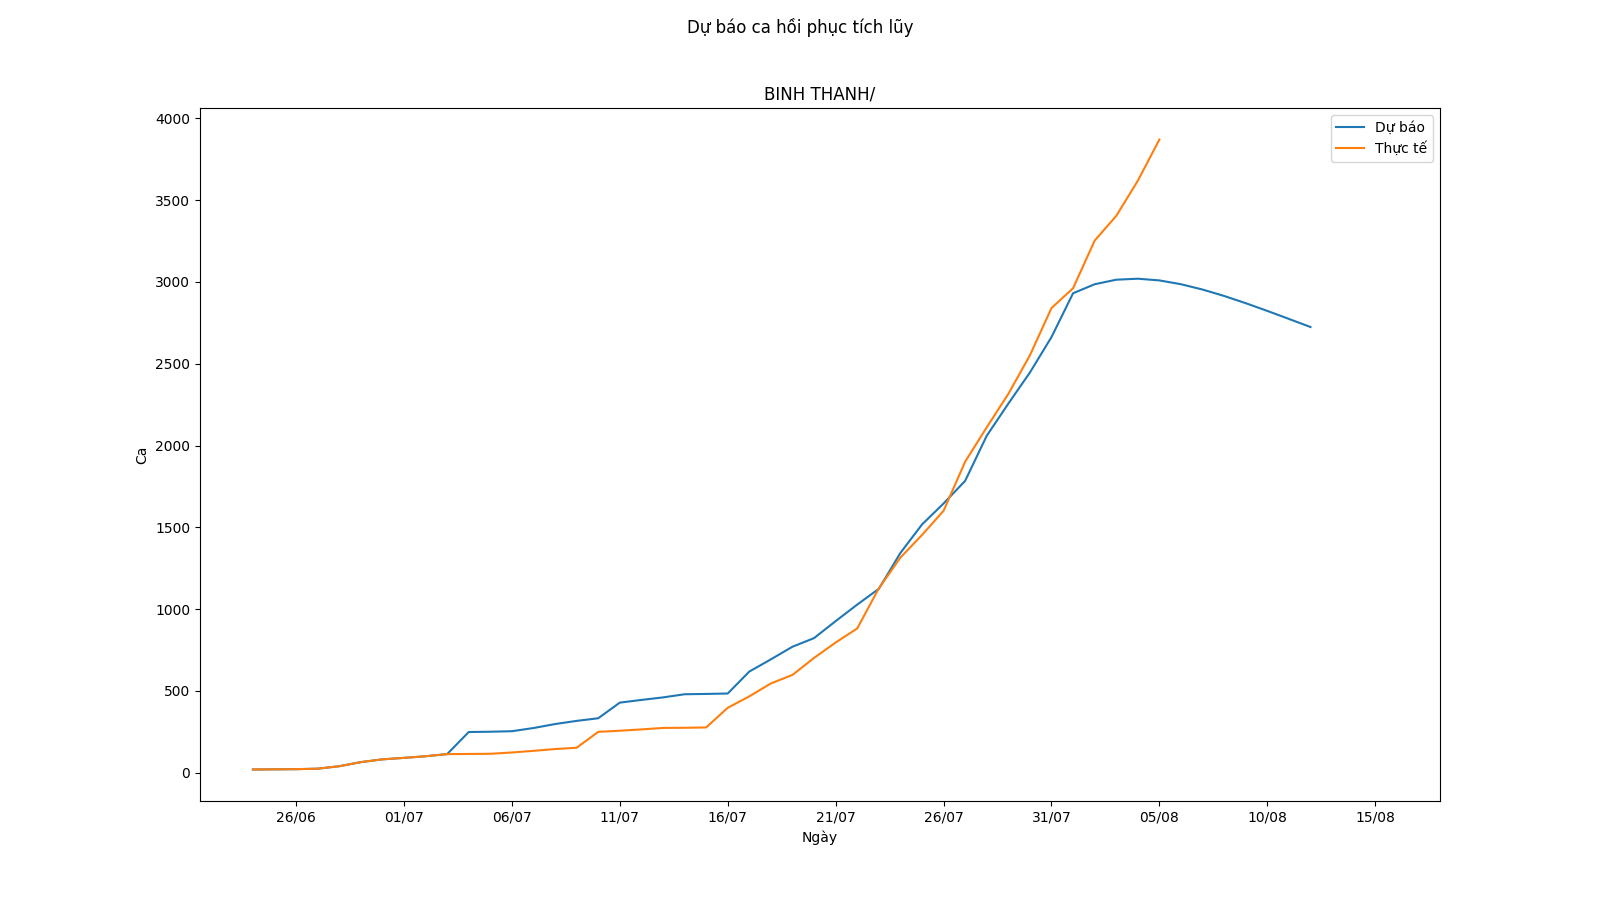 Dự báo ca hồi phục tích lũy
BINH THANH/
Dự báo
Thực tế
Ca
4000
3500
3000
2500
2000
1500
1000
500
0
26/06 01/07 06/07 11/07 16/07 21/07 26/07 31/07 05/08 10/08 15/08
Ngày